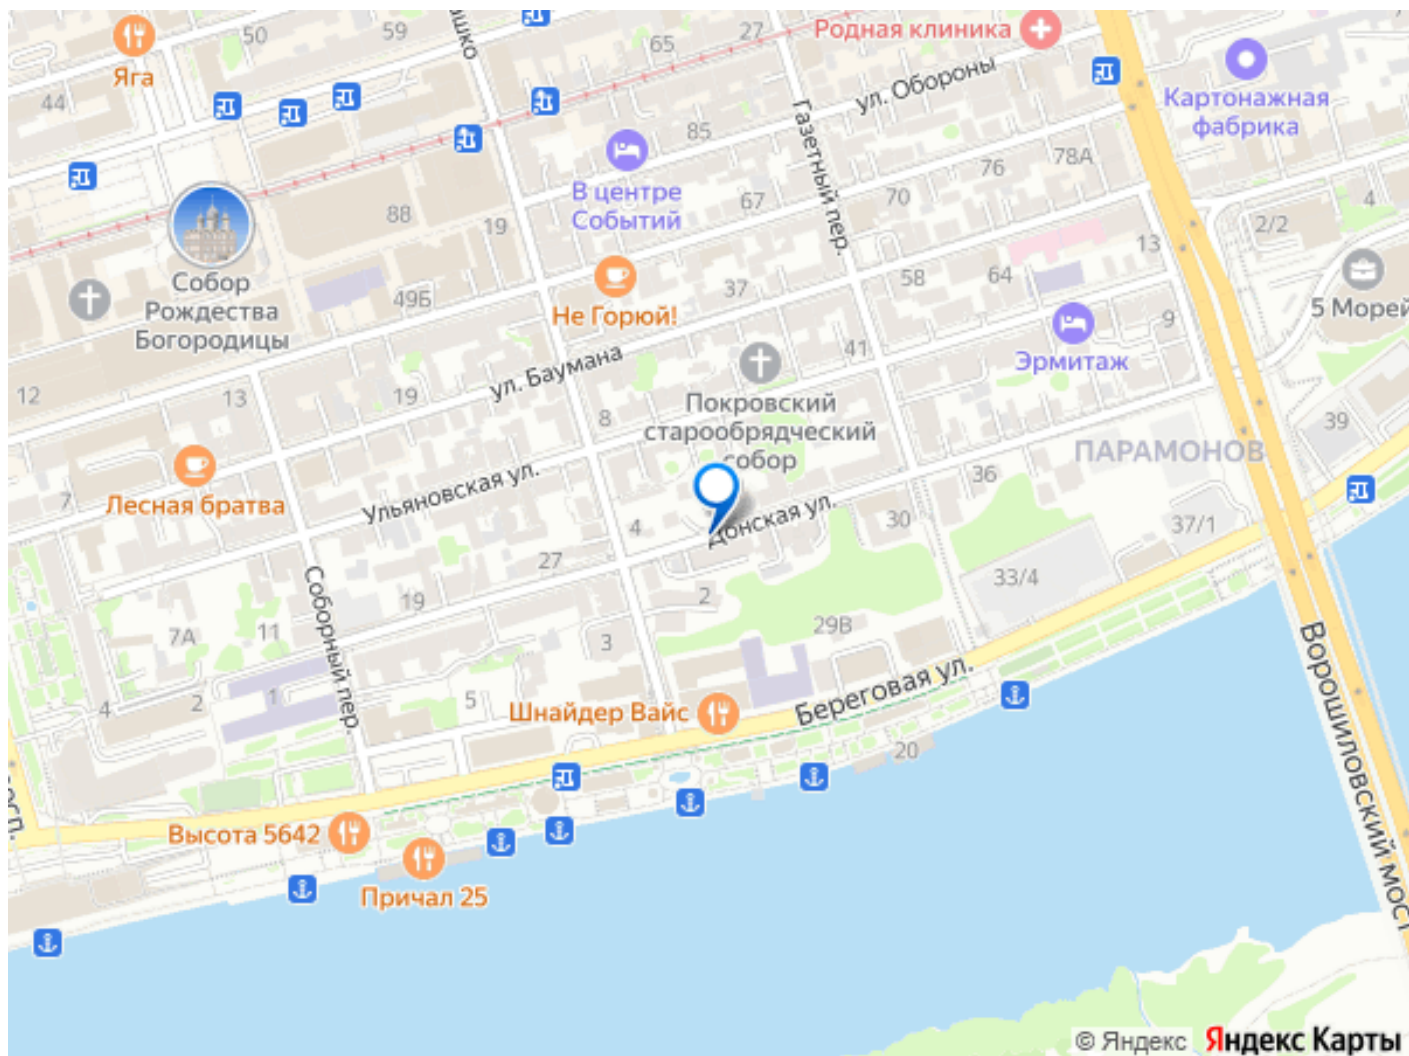 50
59
65
27
Родная клиника
Яга
44
ул. Обороны
Картонажная
фабрика
85
Газетный пер.
78А
76
В центре
Событий
67
70
4
88
19
2/2
13
Собор
Рождества
Богородицы
49Б
37
58
64
Не Горюй!
5 Морей
9
Эрмитаж
41
ул. Баумана
12
13
19
8
Покровский
старообрядческий
собор
39
ПАРАМОНОВ
7
Лесная братва
Ульяновская ул.
36
4
Донская ул.
30
37/1
27
33/4
19
2
7А
11
29В
3
Соборный пер.
Ворошиловский мост
4
2
1
5
Шнайдер Вайс
Береговая ул.
20
Высота 5642
Причал 25
© Яндекс
Яндекс Карты